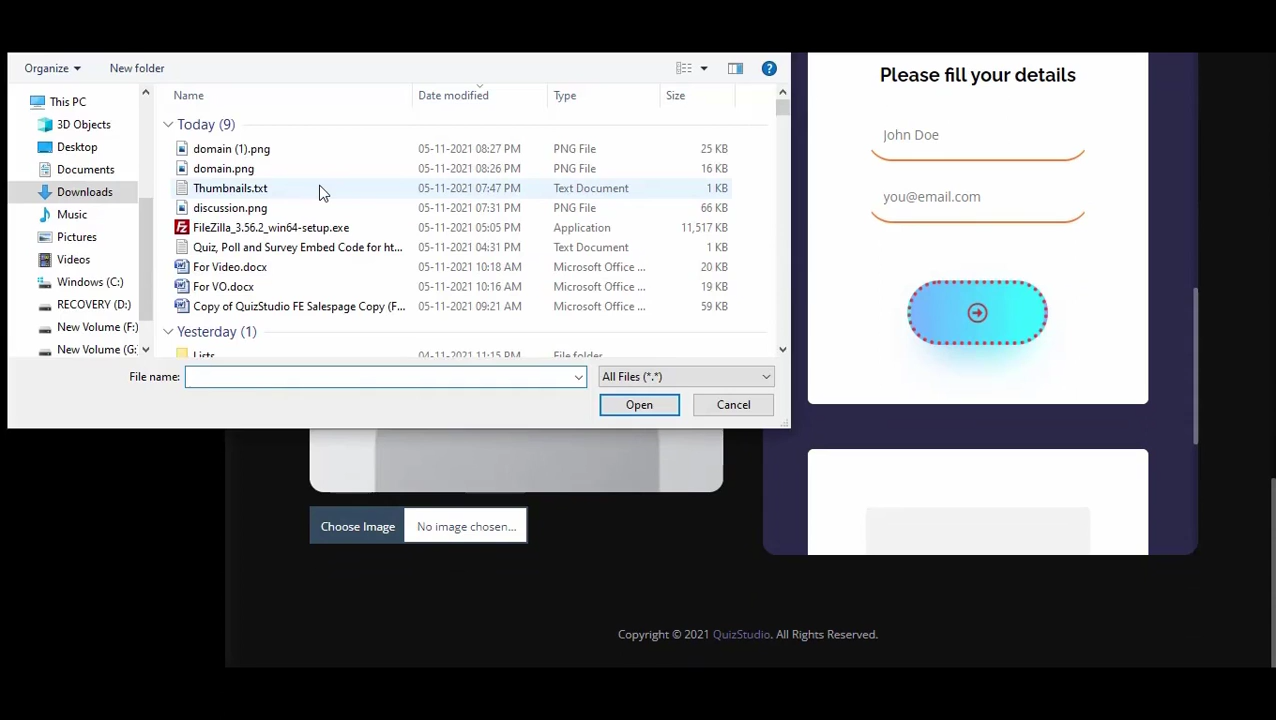 Organize
New folder
This PC
3D Objects
Desktop
Documents
Downloads
Music
Pictures
Videos
Windows (C:)
RECOVERY (D:)
New Volume (F:)
New Volume (G:
Name Date modified Type Size
Today (9)
domain (1).png 05-11-2021 08:27 PM PNG File 25 KB
domain.png 05-11-2021 08:26 PM PNG File 16 KB
Thumbnails.txt 05-11-2021 07:47 PM Text Document 1 KB
discussion.png 05-11-2021 07:31 PM PNG File 66 KB
FileZilla_3.56.2_win64-setup.exe 05-11-2021 05:05 PM Application 11,517 KB
Quiz, Poll and Survey Embed Code for ht... 05-11-2021 04:31 PM Text Document 1 KB
For Video.docx 05-11-2021 10:18 AM Microsoft Office ... 20 KB
For VO.docx 05-11-2021 10:16 AM Microsoft Office ... 19 KB
Copy of QuizStudio FE Salespage Copy (F... 05-11-2021 09:21 AM Microsoft Office ... 59 KB
Yesterday (1)
Lists 04-11-2021 11:15 PM File folder
File name:
All Files (*.*)
Open
Cancel
Please fill your details
John Doe
you@email.com
Choose Image
No image chosen...
Copyright © 2021 QuizStudio. All Rights Reserved.